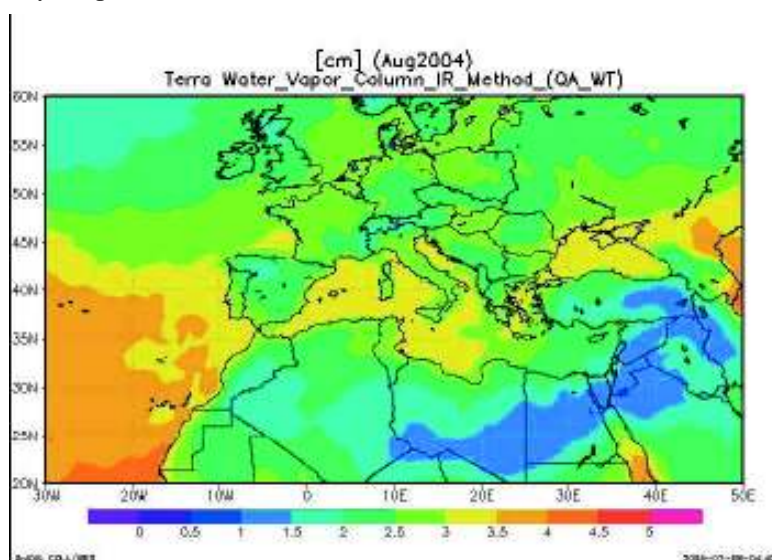 [cm] (Aug2004)
Terra Water_Vapor_Column_IR_Method_(QA_WT)
60N
55N
50N
45N
40N
35N
30N
25N
20N
30W 20W 10W 0 10E 20E 30E 40E 50E
0 0.5 1 1.5 2 2.5 3 3.5 4 4.5 5